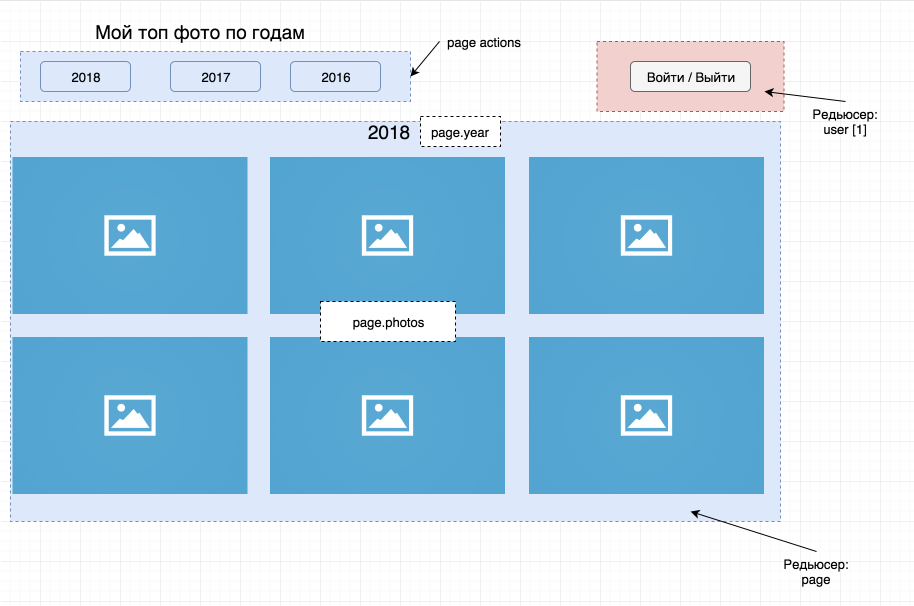 Мой топ фото по годам
page actions
2018
2017
2016
Войти / Выйти
Редьюсер:
user [1]
2018
page.year
page.photos
Редьюсер:
page